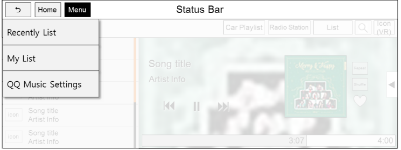 Home Menu Status Bar
Car Playlist Radio Station List Icon
(VR)
Recently List
My List
QQ Music Settings
Song title
Artist Info
Song title
Artist Info
Song title
Artist Info
3:07 4:00